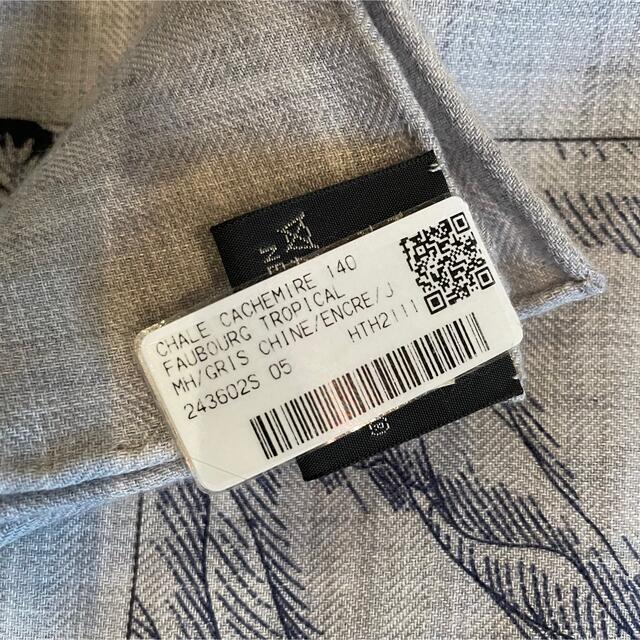 CHALE CACHEMIRE 140
FAUBOURG TROPICAL
MH/GRIS CHINE/ENCRE/J
243602S 05 HTH2111